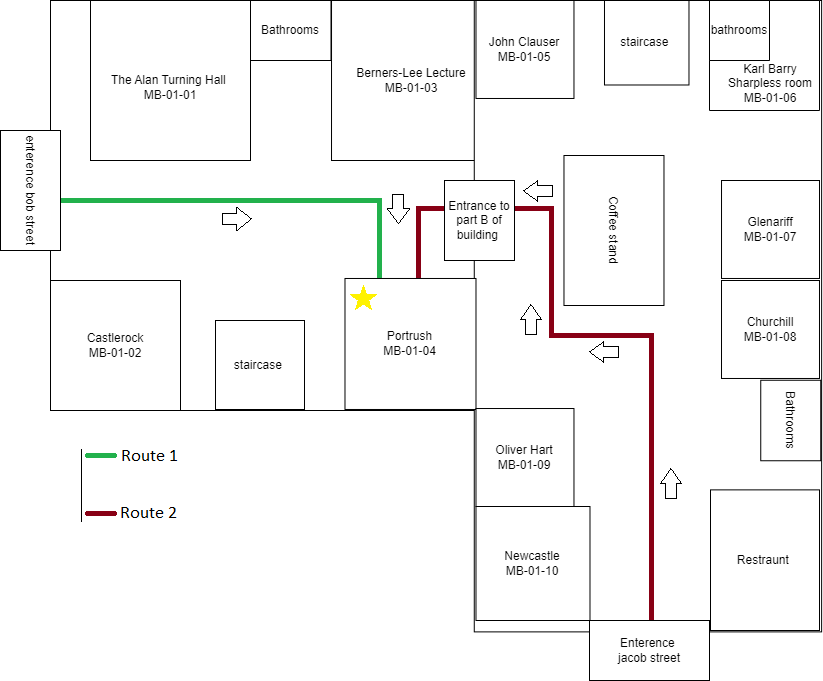 Bathrooms
The Alan Turning Hall
MB-01-01
Berners-Lee Lecture
MB-01-03
John Clauser
MB-01-05
staircase
bathrooms
Karl Barry
Sharpless room
MB-01-06
enterence bob street
Entrance to
part B of
building
Coffee stand
Glenariff
MB-01-07
Castlerock
MB-01-02
staircase
Portrush
MB-01-04
Churchill
MB-01-08
Bathrooms
Route 1
Route 2
Oliver Hart
MB-01-09
Newcastle
MB-01-10
Restraunt
Enterence
jacob street